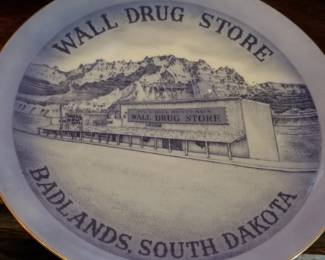 WALL DRUG STORE
WALL DRUG STORE
BADLANDS, SOUTH DAKOTA